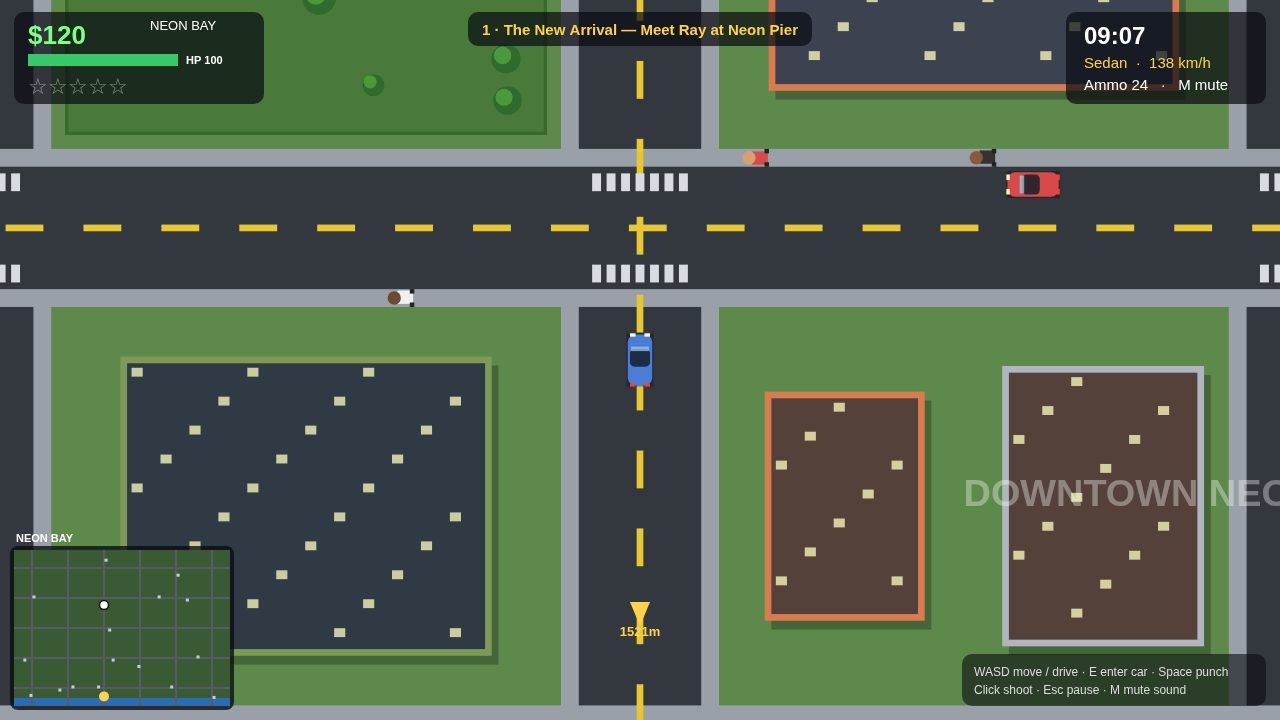 $120
NEON BAY
HP 100
☆☆☆☆☆
1 · The New Arrival — Meet Ray at Neon Pier
09:07
Sedan · 138 km/h
Ammo 24 · M mute
DOWNTOWN NEO
NEON BAY
1521m
WASD move / drive · E enter car · Space punch
Click shoot · Esc pause · M mute sound